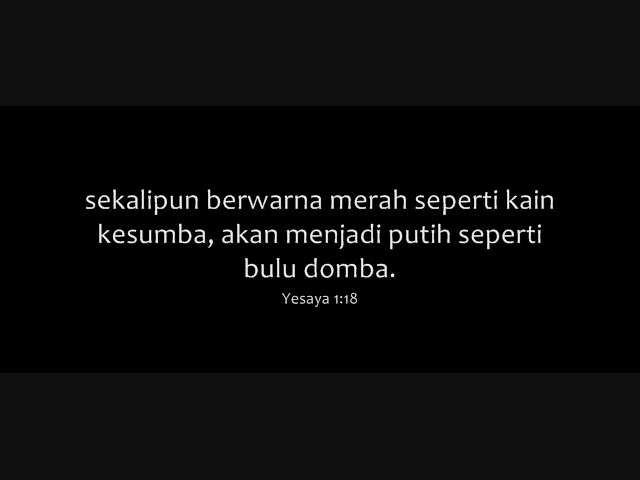 sekalipun berwarna merah seperti kain
kesumba, akan menjadi putih seperti
bulu domba.
Yesaya 1:18